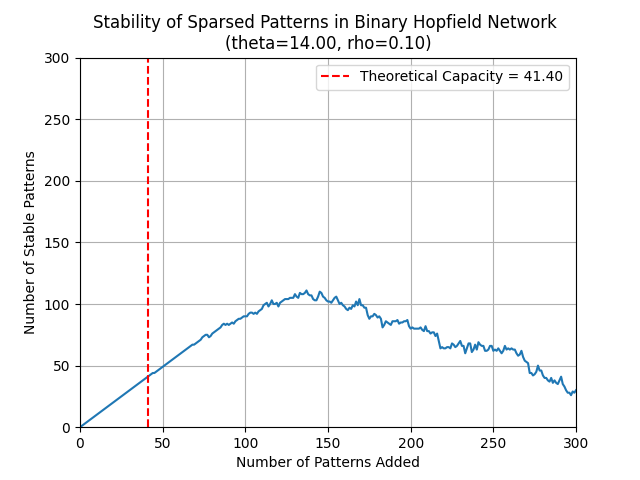 Stability of Sparsed Patterns in Binary Hopfield Network
(theta=14.00, rho=0.10)
Theoretical Capacity = 41.40
Number of Stable Patterns
300
250
200
150
100
50
0
0 50 100 150 200 250 300
Number of Patterns Added